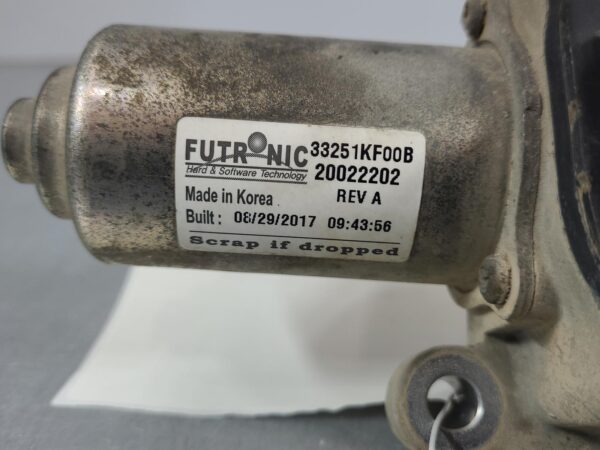 FUTRONIC 33251KF00B
Hard & Software Technology 20022202
Made in Korea REV A
Built : 08/29/2017 09:43:56
Scrap if dropped